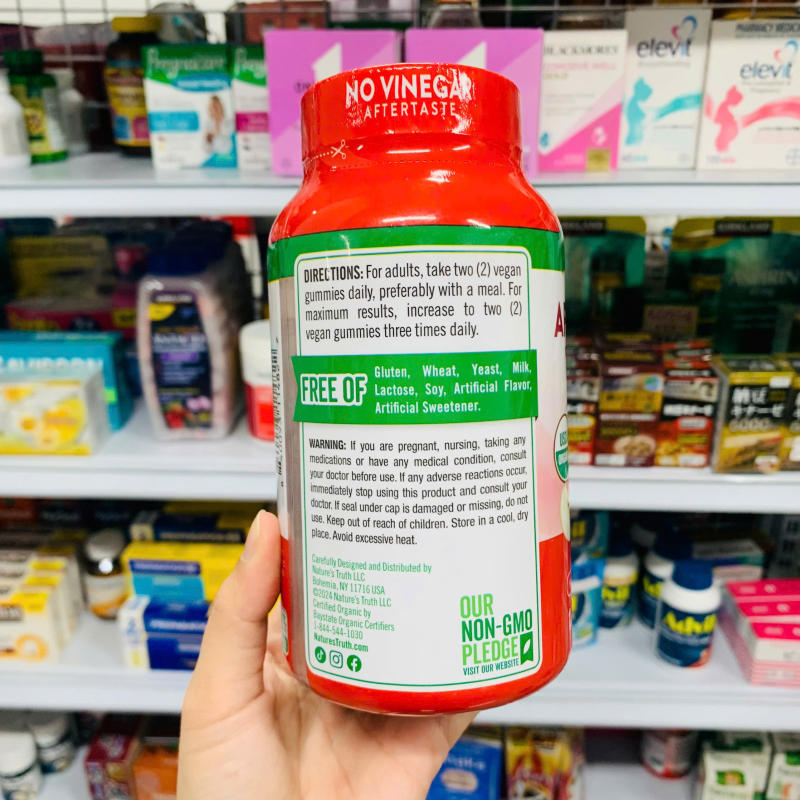 NO VINEGAR
AFTERTASTE
DIRECTIONS: For adults, take two (2) vegan
gummies daily, preferably with a meal. For
maximum results, increase to two (2)
vegan gummies three times daily.
FREE OF
Gluten, Wheat, Yeast, Milk,
Lactose, Soy, Artificial Flavor,
Artificial Sweetener.
WARNING: If you are pregnant, nursing, taking any
medications or have any medical condition, consult
your doctor before use. If any adverse reactions occur,
immediately stop using this product and consult your
doctor. If seal under cap is damaged or missing, do not
use. Keep out of reach of children. Store in a cool, dry
place. Avoid excessive heat.
Carefully Designed and Distributed by
Nature's Truth LLC
Bohemia, NY 11716 USA
©2024 Nature's Truth LLC
Certified Organic by
Baystate Organic Certifiers
1-844-544-1030
NaturesTruth.com
OUR
NON-GMO
PLEDGE
VISIT OUR WEBSITE
BLACKMORES
elevit
PHARMACY MEDICINE
elevit
KIRKLAND
Advil